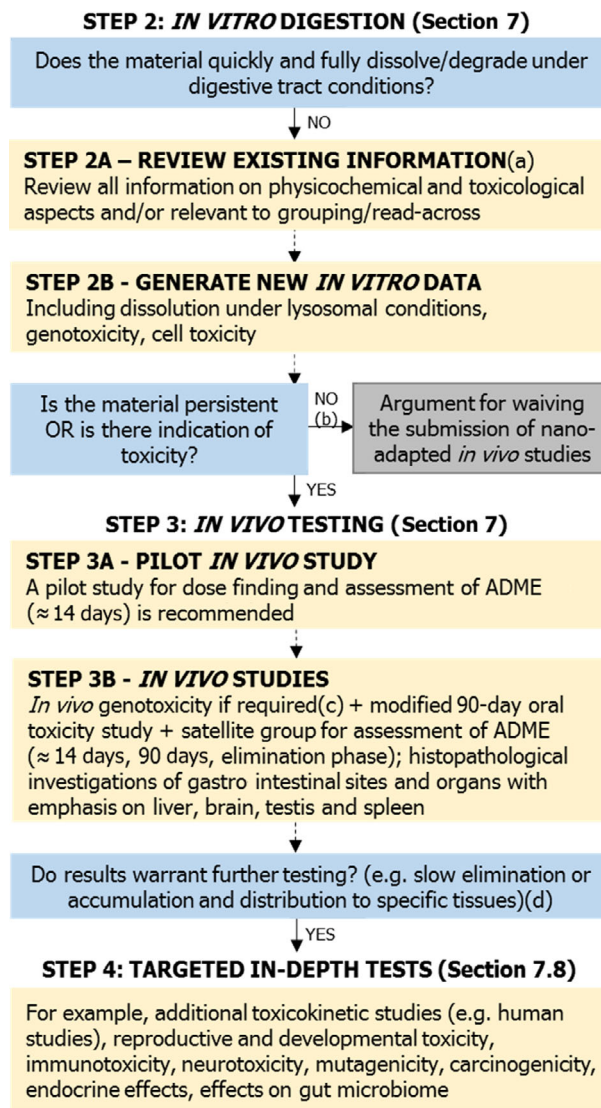 STEP 2: IN VITRO DIGESTION (Section 7)
Does the material quickly and fully dissolve/degrade under
digestive tract conditions?
NO
STEP 2A – REVIEW EXISTING INFORMATION(a)
Review all information on physicochemical and toxicological
aspects and/or relevant to grouping/read-across
STEP 2B - GENERATE NEW IN VITRO DATA
Including dissolution under lysosomal conditions,
genotoxicity, cell toxicity
Is the material persistent
OR is there indication of
toxicity?
NO
(b)
Argument for waiving
the submission of nano-
adapted in vivo studies
YES
STEP 3: IN VIVO TESTING (Section 7)
STEP 3A - PILOT IN VIVO STUDY
A pilot study for dose finding and assessment of ADME
(≈ 14 days) is recommended
STEP 3B - IN VIVO STUDIES
In vivo genotoxicity if required(c) + modified 90-day oral
toxicity study + satellite group for assessment of ADME
(≈ 14 days, 90 days, elimination phase); histopathological
investigations of gastro intestinal sites and organs with
emphasis on liver, brain, testis and spleen
Do results warrant further testing? (e.g. slow elimination or
accumulation and distribution to specific tissues)(d)
YES
STEP 4: TARGETED IN-DEPTH TESTS (Section 7.8)
For example, additional toxicokinetic studies (e.g. human
studies), reproductive and developmental toxicity,
immunotoxicity, neurotoxicity, mutagenicity, carcinogenicity,
endocrine effects, effects on gut microbiome